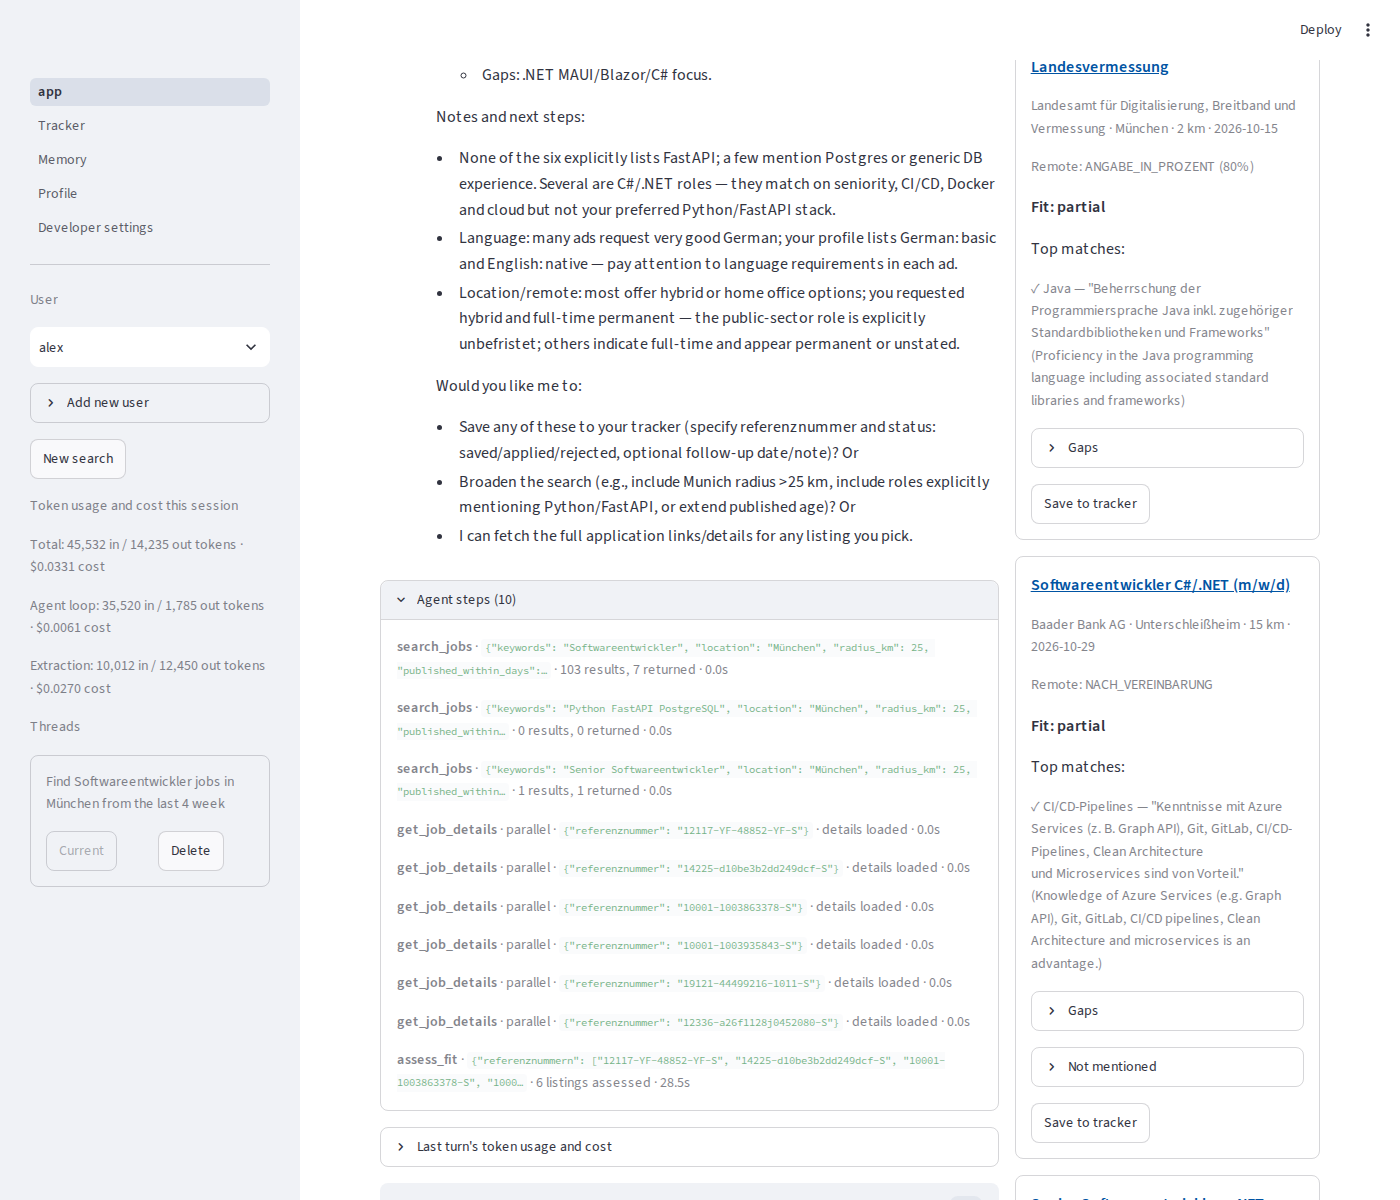 Deploy
app
Tracker
Memory
Profile
Developer settings
User
alex
Add new user
New search
Token usage and cost this session
Total: 45,532 in / 14,235 out tokens ·
$0.0331 cost
Agent loop: 35,520 in / 1,785 out tokens
· $0.0061 cost
Extraction: 10,012 in / 12,450 out tokens
· $0.0270 cost
Threads
Find Softwareentwickler jobs in
München from the last 4 week
Current
Delete
Gaps: .NET MAUI/Blazor/C# focus.
Notes and next steps:
None of the six explicitly lists FastAPI; a few mention Postgres or generic DB
experience. Several are C#/.NET roles — they match on seniority, CI/CD, Docker
and cloud but not your preferred Python/FastAPI stack.
Language: many ads request very good German; your profile lists German: basic
and English: native — pay attention to language requirements in each ad.
Location/remote: most offer hybrid or home office options; you requested
hybrid and full-time permanent — the public-sector role is explicitly
unbefristet; others indicate full-time and appear permanent or unstated.
Would you like me to:
Save any of these to your tracker (specify referenznummer and status:
saved/applied/rejected, optional follow-up date/note)? Or
Broaden the search (e.g., include Munich radius >25 km, include roles explicitly
mentioning Python/FastAPI, or extend published age)? Or
I can fetch the full application links/details for any listing you pick.
Agent steps (10)
search_jobs · {"keywords": "Softwareentwickler", "location": "München", "radius_km": 25,
"published_within_days":… · 103 results, 7 returned · 0.0s
search_jobs · {"keywords": "Python FastAPI PostgreSQL", "location": "München", "radius_km": 25,
"published_within… · 0 results, 0 returned · 0.0s
search_jobs · {"keywords": "Senior Softwareentwickler", "location": "München", "radius_km": 25,
"published_within… · 1 results, 1 returned · 0.0s
get_job_details · parallel · {"referenznummer": "12117-YF-48852-YF-S"} · details loaded · 0.0s
get_job_details · parallel · {"referenznummer": "14225-d10be3b2dd249dcf-S"} · details loaded · 0.0s
get_job_details · parallel · {"referenznummer": "10001-1003863378-S"} · details loaded · 0.0s
get_job_details · parallel · {"referenznummer": "10001-1003935843-S"} · details loaded · 0.0s
get_job_details · parallel · {"referenznummer": "19121-44499216-1011-S"} · details loaded · 0.0s
get_job_details · parallel · {"referenznummer": "12336-a26f1128j0452080-S"} · details loaded · 0.0s
assess_fit · {"referenznummern": ["12117-YF-48852-YF-S", "14225-d10be3b2dd249dcf-S", "10001-
1003863378-S", "1000… · 6 listings assessed · 28.5s
Last turn's token usage and cost
Landesvermessung
Landesamt für Digitalisierung, Breitband und
Vermessung · München · 2 km · 2026-10-15
Remote: ANGABE_IN_PROZENT (80%)
Fit: partial
Top matches:
✓ Java — "Beherrschung der
Programmiersprache Java inkl. zugehöriger
Standardbibliotheken und Frameworks"
(Proficiency in the Java programming
language including associated standard
libraries and frameworks)
Gaps
Save to tracker
Softwareentwickler C#/.NET (m/w/d)
Baader Bank AG · Unterschleißheim · 15 km ·
2026-10-29
Remote: NACH_VEREINBARUNG
Fit: partial
Top matches:
✓ CI/CD-Pipelines — "Kenntnisse mit Azure
Services (z. B. Graph API), Git, GitLab, CI/CD-
Pipelines, Clean Architecture
und Microservices sind von Vorteil."
(Knowledge of Azure Services (e.g. Graph
API), Git, GitLab, CI/CD pipelines, Clean
Architecture and microservices is an
advantage.)
Gaps
Not mentioned
Save to tracker